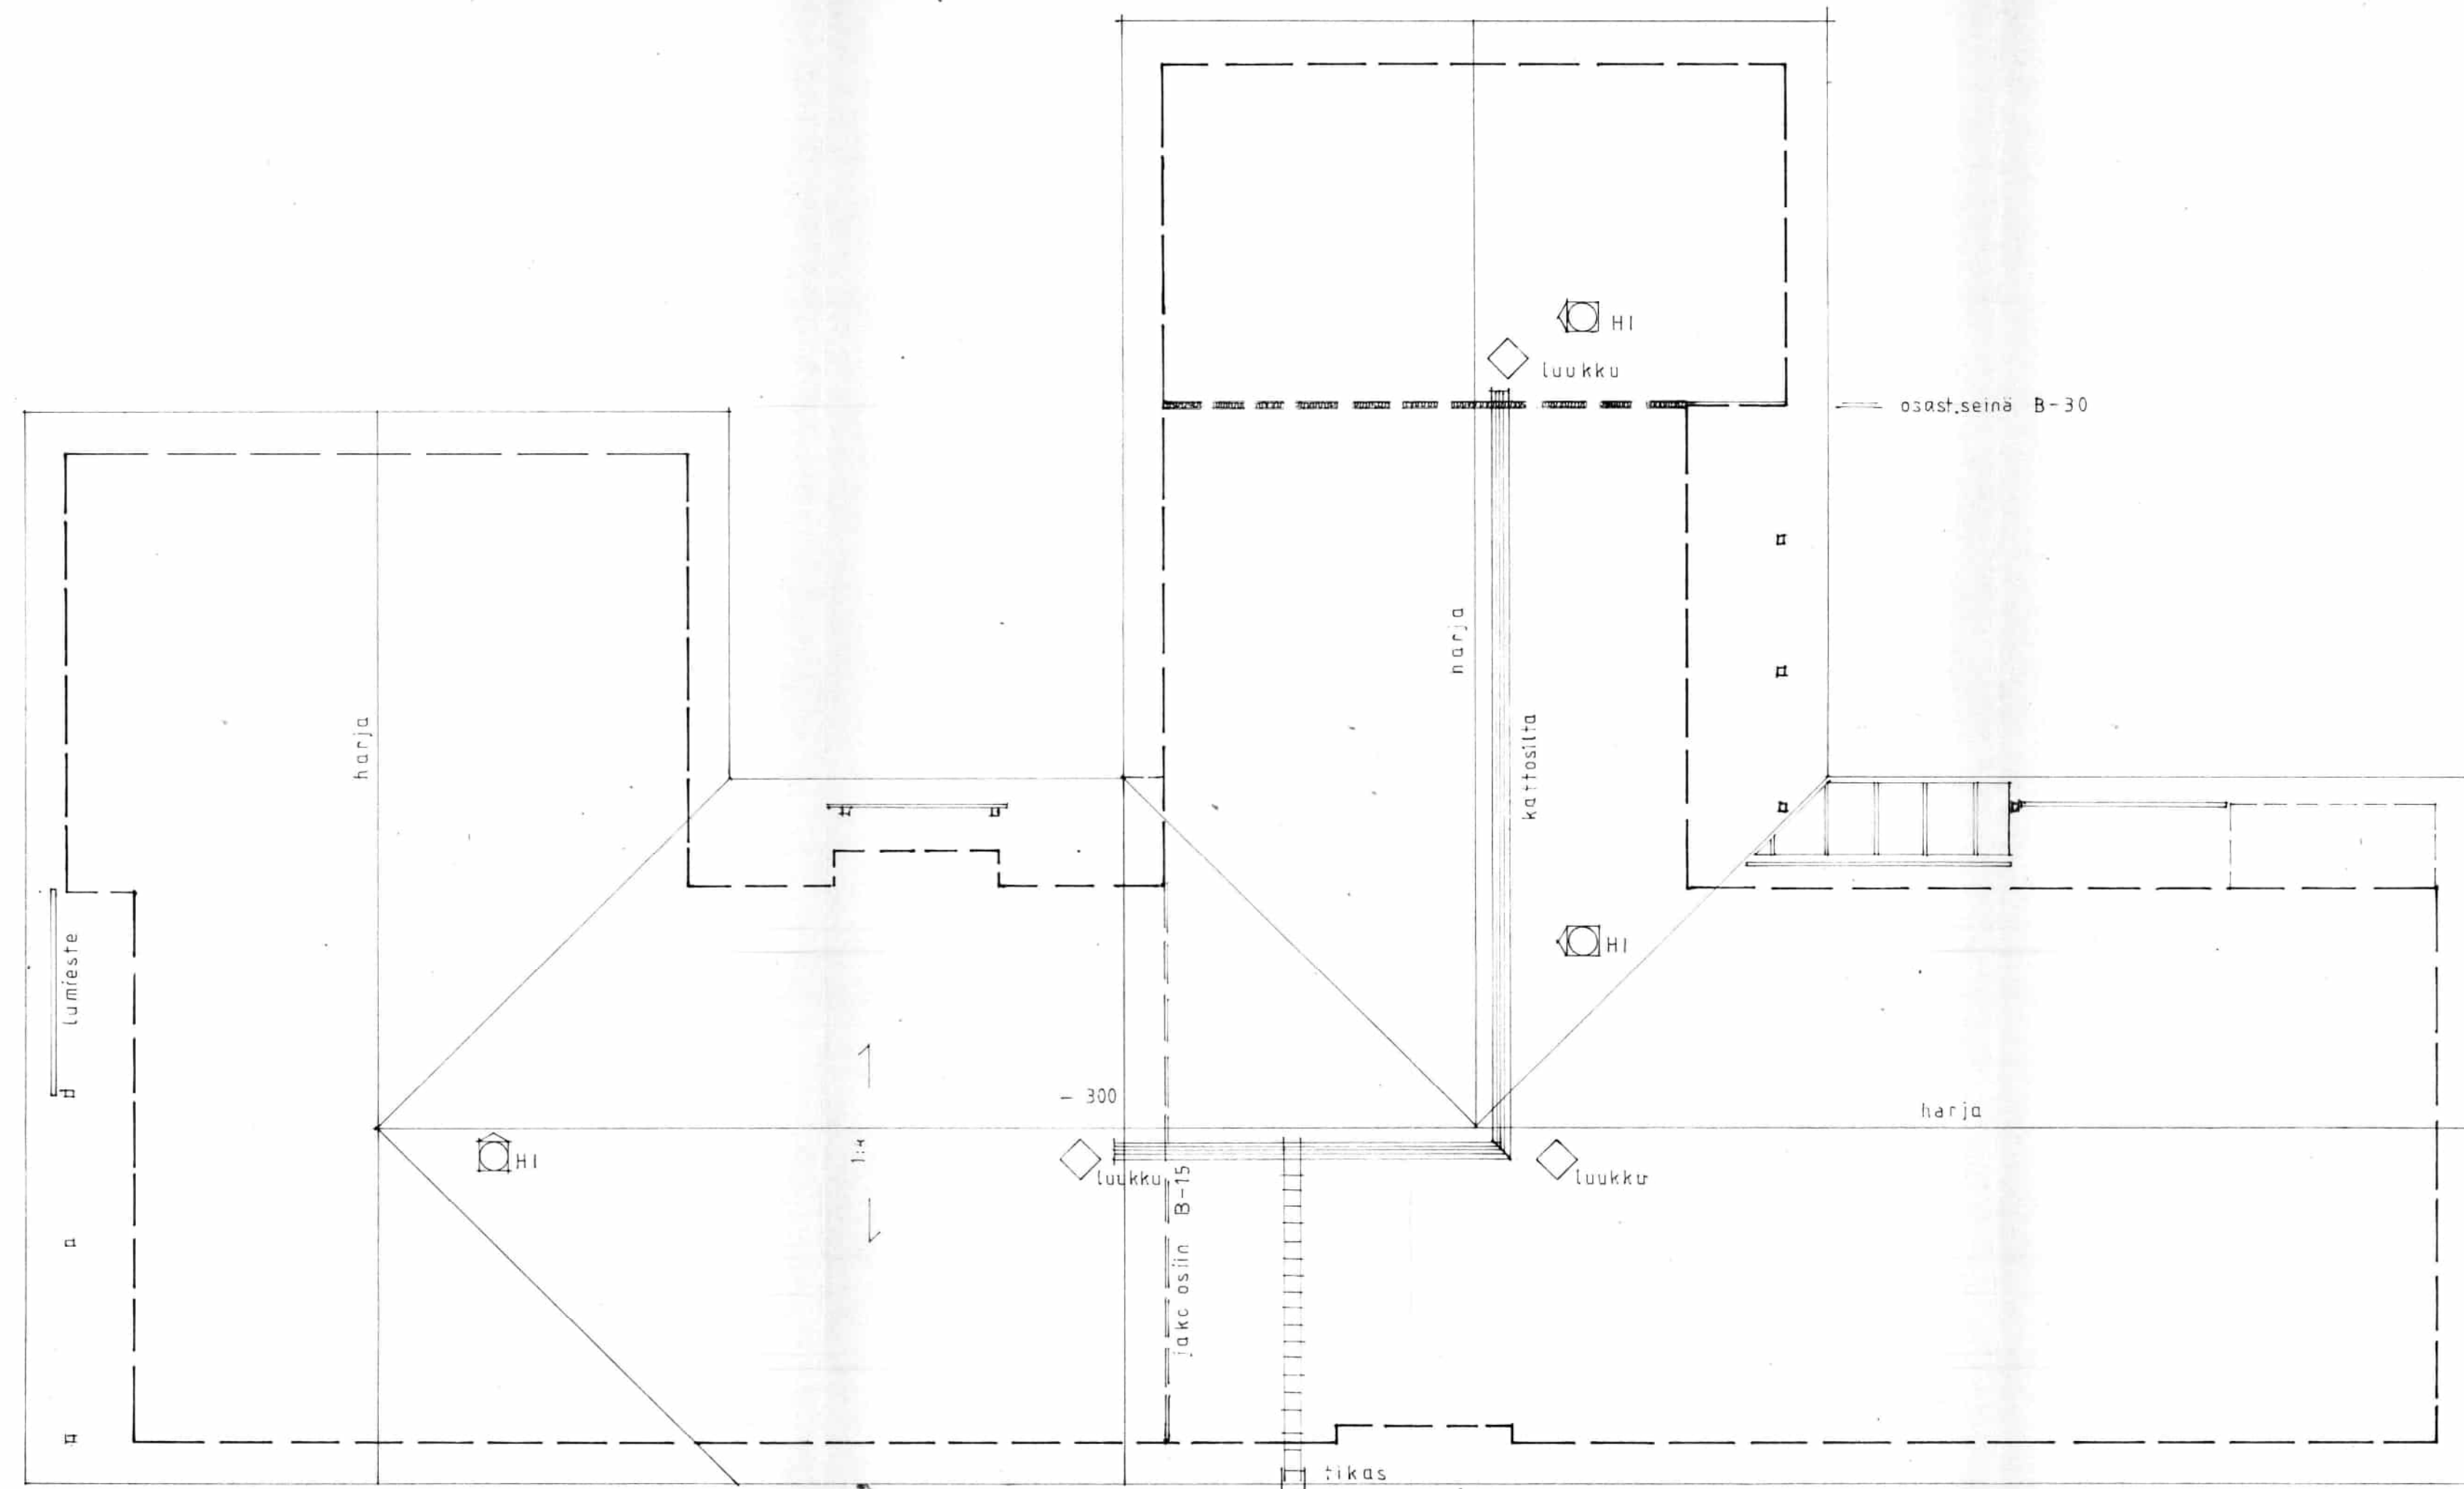 HI
luukku
osast.seinä B-30
harja
harja
kattosilta
lumieste
HI
- 300
harja
HI
1:4
luukku
luukku
jako osiin B-15
tikas